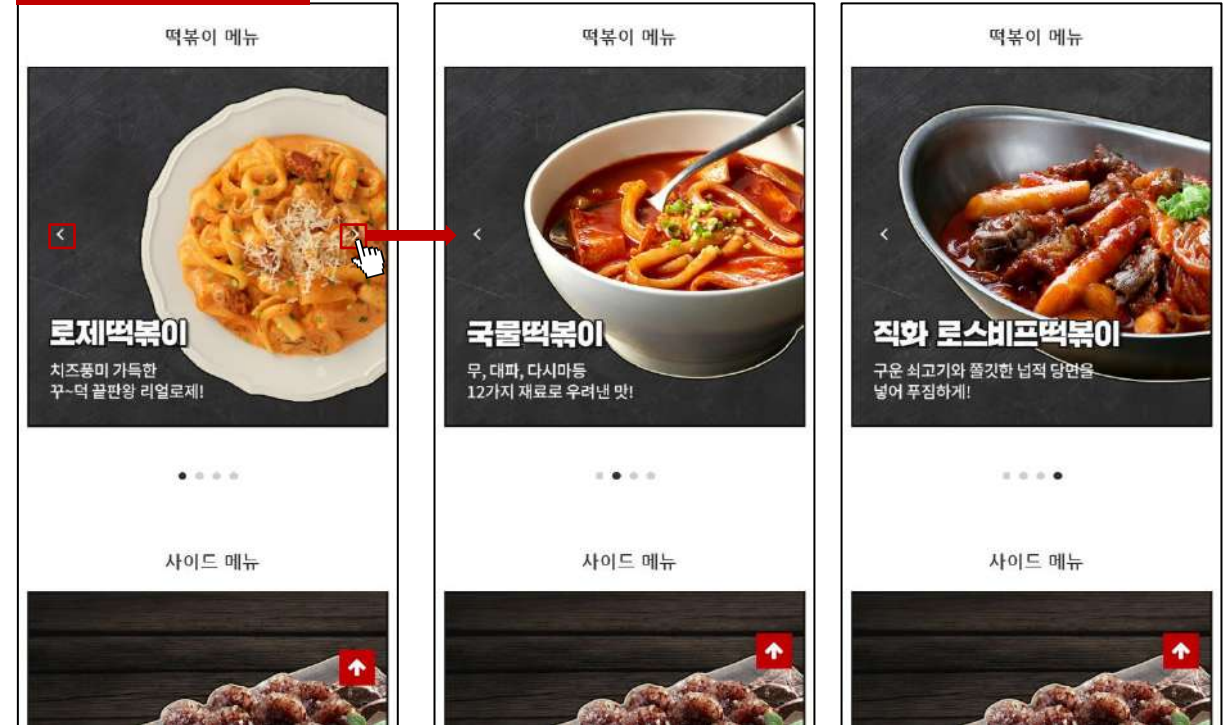 떡볶이 메뉴
로제떡볶이
치즈풍미 가득한
꾸~덕 끝판왕 리얼로제!
사이드 메뉴
떡볶이 메뉴
국물떡볶이
무, 대파, 다시마등
12가지 재료로 우려낸 맛!
사이드 메뉴
떡볶이 메뉴
직화 로스비프떡볶이
구운 쇠고기와 쫄깃한 넓적 당면을
넣어 푸짐하게!
사이드 메뉴